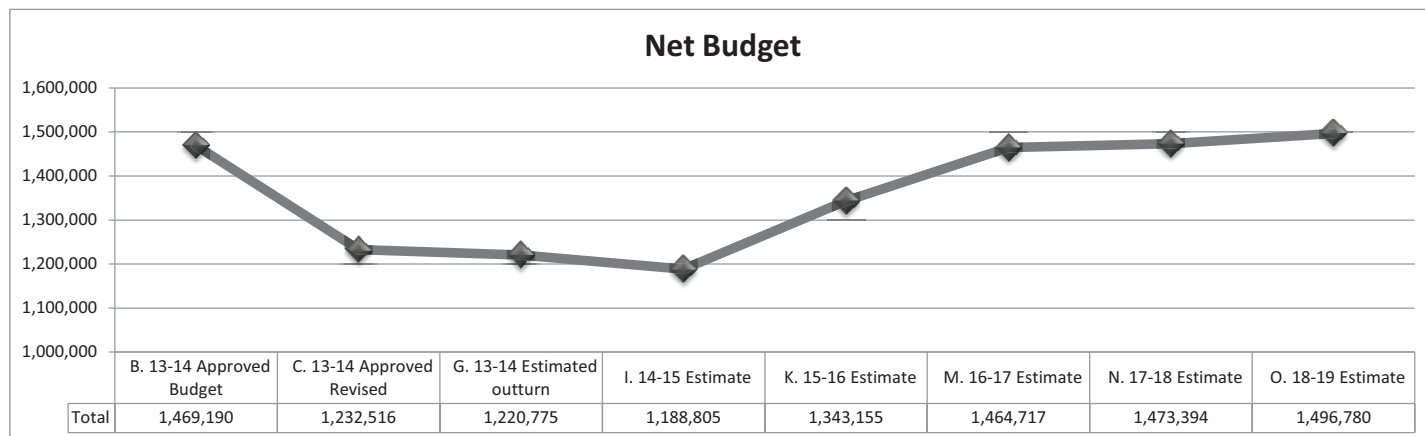 Net Budget
1,600,000
1,500,000
1,400,000
1,300,000
1,200,000
1,100,000
1,000,000
B. 13-14 Approved Budget
C. 13-14 Approved Revised
G. 13-14 Estimated outturn
I. 14-15 Estimate
K. 15-16 Estimate
M. 16-17 Estimate
N. 17-18 Estimate
O. 18-19 Estimate
Total 1,469,190 1,232,516 1,220,775 1,188,805 1,343,155 1,464,717 1,473,394 1,496,780